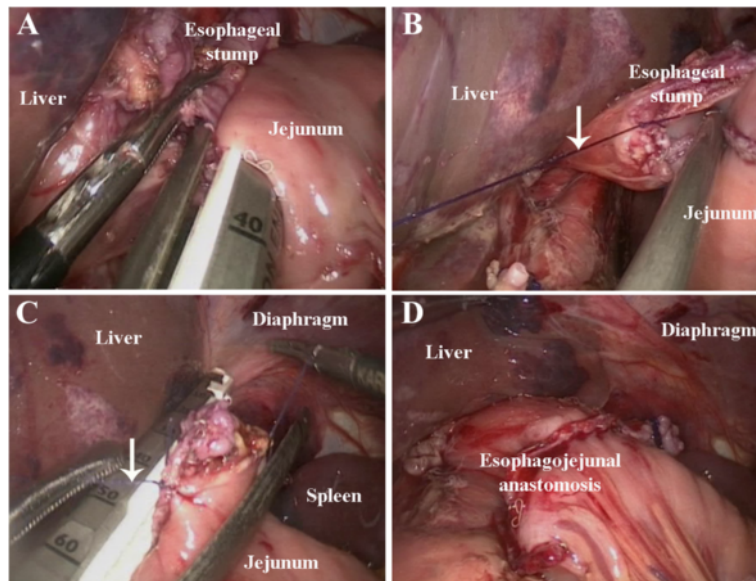 A
Esophageal
stump
Liver
Jejunum
40
B
Esophageal
stump
Liver
Jejunum
C
Diaphragm
Liver
50
Spleen
60
Jejunum
D
Diaphragm
Liver
Esophagojejunal
anastomosis